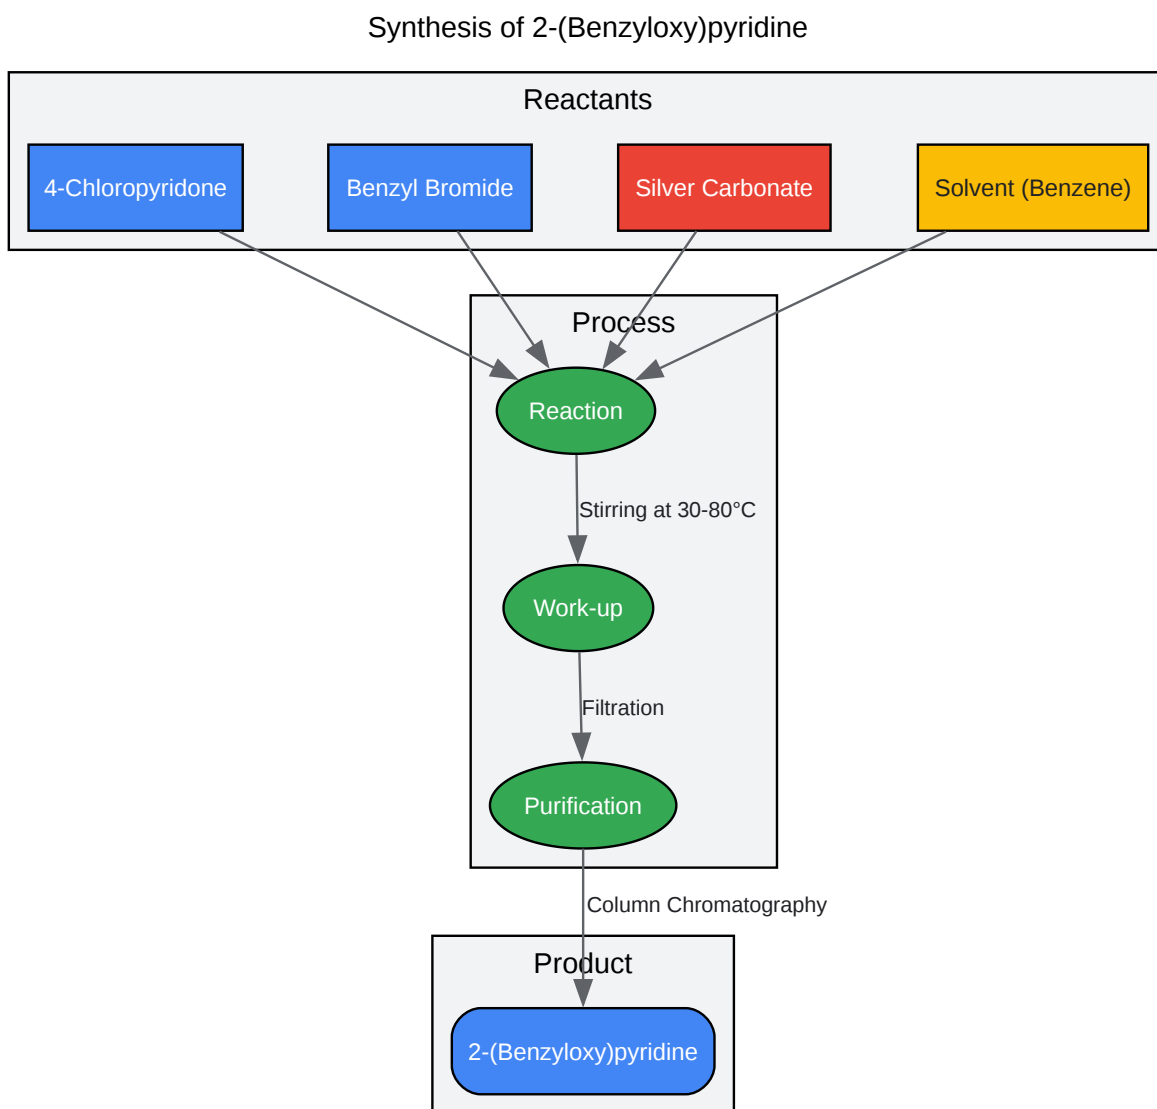 Synthesis of 2-(Benzyloxy)pyridine
Reactants
4-Chloropyridone
Benzyl Bromide
Silver Carbonate
Solvent (Benzene)
Process
Reaction
Stirring at 30-80°C
Work-up
Filtration
Purification
Column Chromatography
Product
2-(Benzyloxy)pyridine